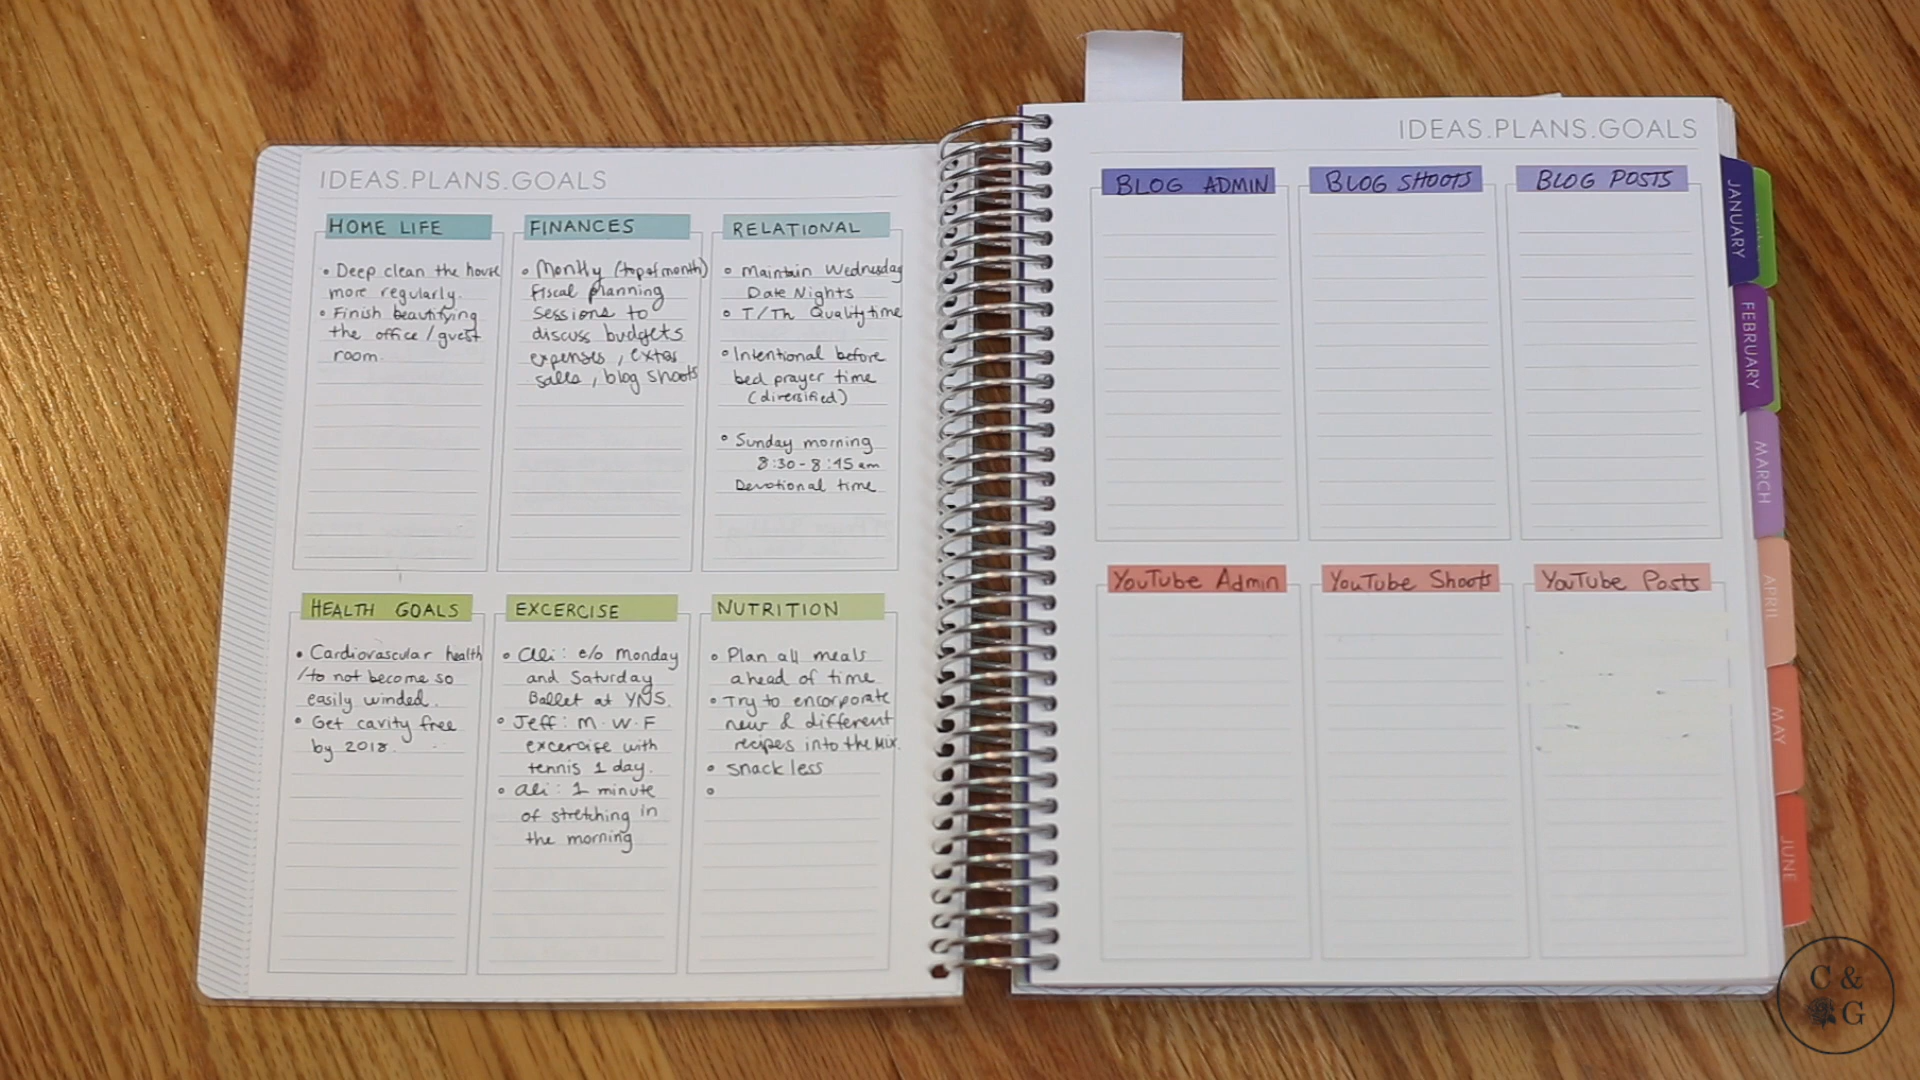 IDEAS.PLANS.GOALS
HOME LIFE
• Deep clean the house
more regularly.
• Finish beautifying
the office / guest
room.
FINANCES
• Montly (top of month)
fiscal planning
sessions to
discuss budgets
expenses, extra
sales, blog shoots
RELATIONAL
• Maintain Wednesday
Date Nights
• T/Th Quality time
• Intentional before
bed prayer time
(diversified)
• Sunday morning
8:30-8:45am
Devotional time
HEALTH GOALS
• Cardiovascular health
/to not become so
easily winded.
• Get cavity free
by 2018.
EXCERCISE
• Ali: e/o monday
and Saturday
Ballet at YNS.
• Jeff: M.W.F
excercise with
tennis 1 day.
• Ali: 1 minute
of stretching in
the morning
NUTRITION
• Plan all meals
ahead of time
• Try to encorporate
new & different
recipes into the mix.
• snack less
•
IDEAS.PLANS.GOALS
BLOG ADMIN
BLOG SHOOTS
BLOG POSTS
YouTube Admin
YouTube Shoots
YouTube Posts
JANUARY
FEBRUARY
MARCH
APRIL
MAY
JUNE
C &
G